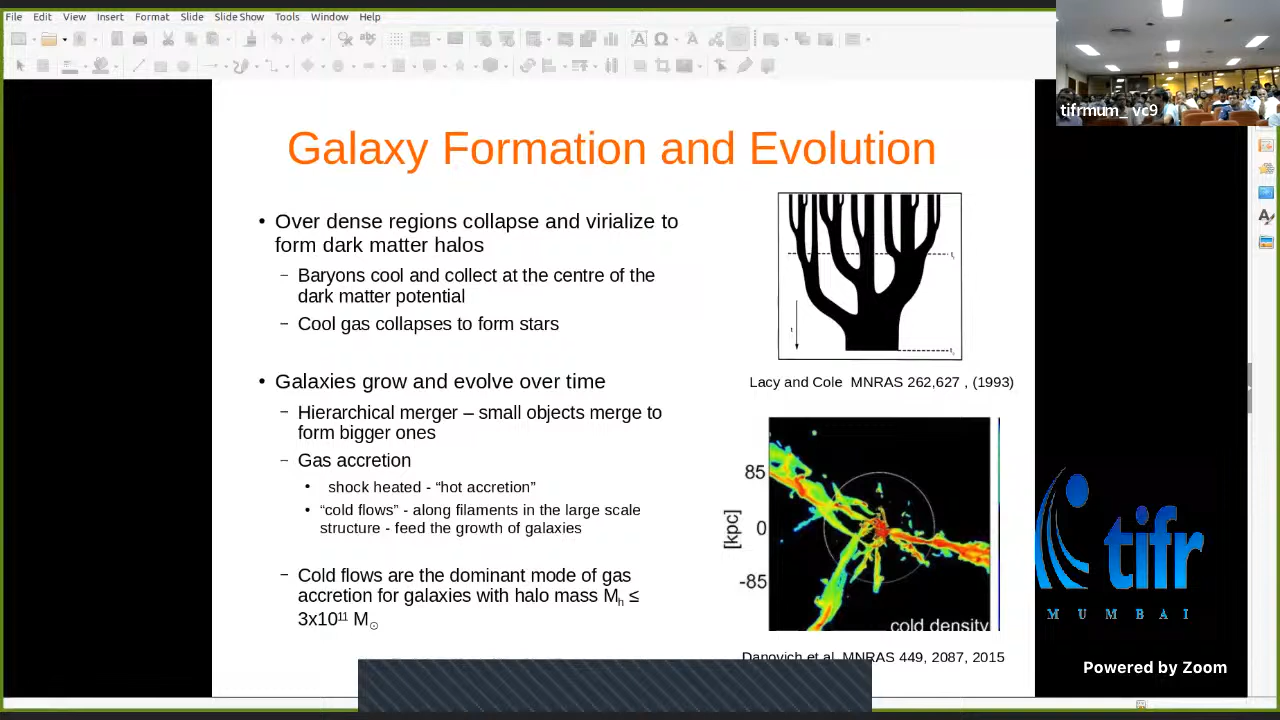 File Edit View Insert Format Slide Slide Show Tools Window Help
tifrmum_ vc9
Galaxy Formation and Evolution
• Over dense regions collapse and virialize to
form dark matter halos
– Baryons cool and collect at the centre of the
dark matter potential
– Cool gas collapses to form stars
• Galaxies grow and evolve over time
– Hierarchical merger – small objects merge to
form bigger ones
– Gas accretion
• shock heated - “hot accretion”
• “cold flows” - along filaments in the large scale
structure - feed the growth of galaxies
– Cold flows are the dominant mode of gas
accretion for galaxies with halo mass Mh ≤
3x10¹¹ M☉
Lacy and Cole MNRAS 262,627 , (1993)
85
0
-85
[kpc]
cold density
Danovich et al. MNRAS 449, 2087, 2015
tifr
MUMBAI
Powered by Zoom